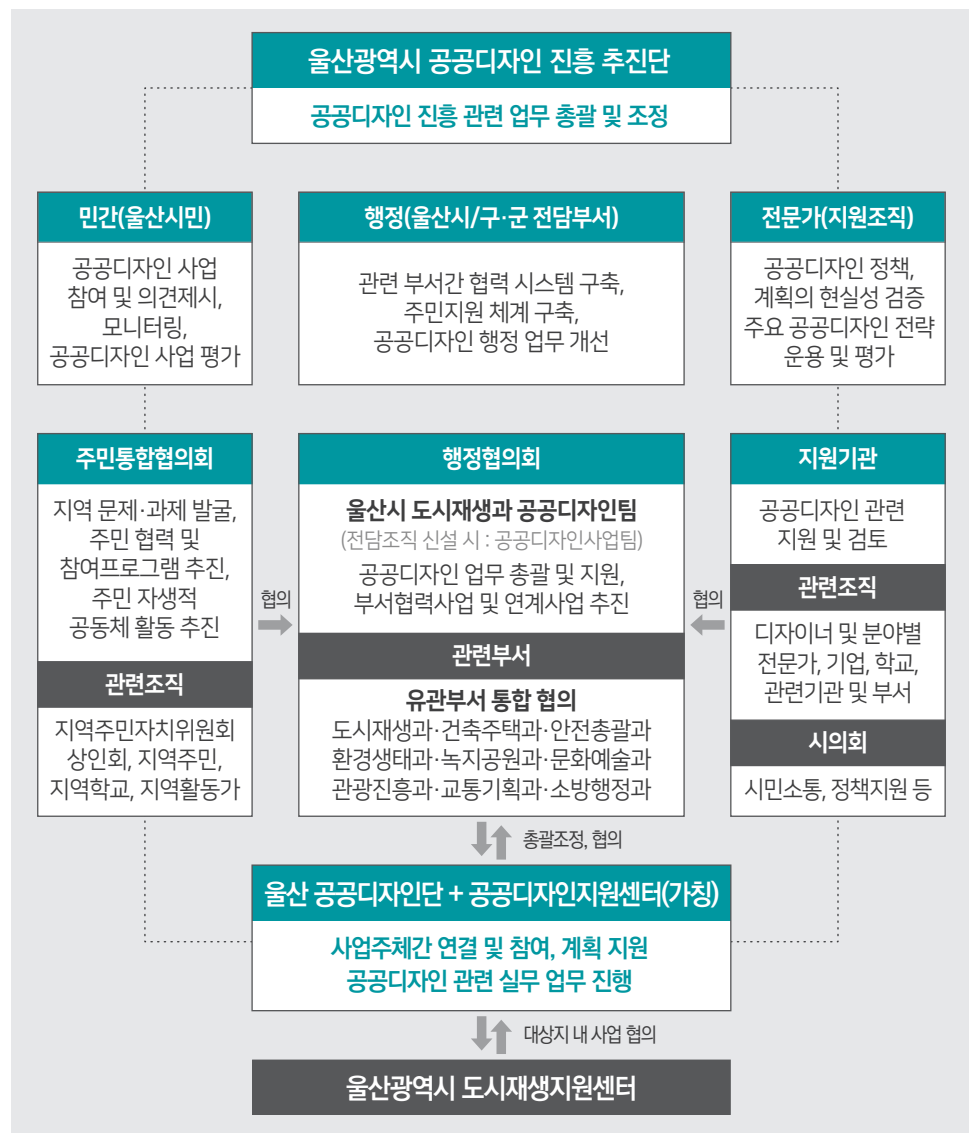 울산광역시 공공디자인 진흥 추진단
공공디자인 진흥 관련 업무 총괄 및 조정
민간(울산시민)
공공디자인 사업
참여 및 의견제시,
모니터링,
공공디자인 사업 평가
행정(울산시/구·군 전담부서)
관련 부서간 협력 시스템 구축,
주민지원 체계 구축,
공공디자인 행정 업무 개선
전문가(지원조직)
공공디자인 정책,
계획의 현실성 검증
주요 공공디자인 전략
운용 및 평가
주민통합협의회
지역 문제·과제 발굴,
주민 협력 및
참여프로그램 추진,
주민 자생적
공동체 활동 추진
관련조직
지역주민자치위원회
상인회, 지역주민,
지역학교, 지역활동가
협의
행정협의회
울산시 도시재생과 공공디자인팀
(전담조직 신설 시 : 공공디자인사업팀)
공공디자인 업무 총괄 및 지원,
부서협력사업 및 연계사업 추진
관련부서
유관부서 통합 협의
도시재생과·건축주택과·안전총괄과
환경생태과·녹지공원과·문화예술과
관광진흥과·교통기획과·소방행정과
협의
지원기관
공공디자인 관련
지원 및 검토
관련조직
디자이너 및 분야별
전문가, 기업, 학교,
관련기관 및 부서
시의회
시민소통, 정책지원 등
총괄조정, 협의
울산 공공디자인단 + 공공디자인지원센터(가칭)
사업주체간 연결 및 참여, 계획 지원
공공디자인 관련 실무 업무 진행
대상지 내 사업 협의
울산광역시 도시재생지원센터